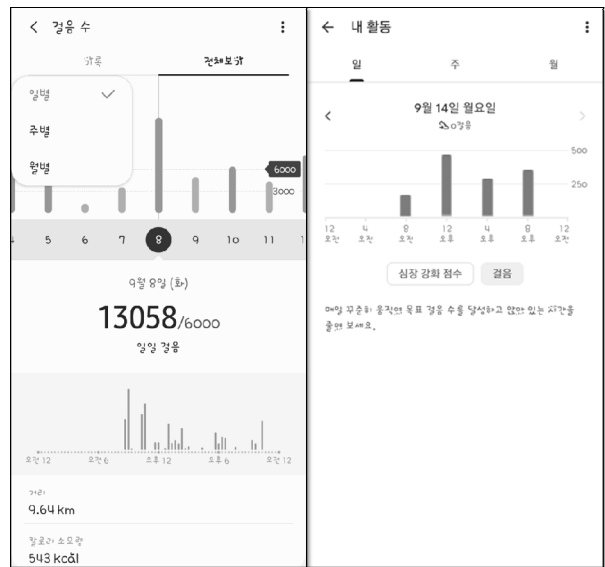 걸음 수
전체보기
일별
주별
월별
6000
3000
5 6 7 8 9 10 11
9월 8일 (화)
13058/6000
일일 걸음
오전 12 오전 6 오후 12 오후 6 오전 12
거리
9.64 km
칼로리 소모량
543 kcal
내 활동
일 주 월
9월 14일 월요일
0걸음
500
250
12 4 8 12 4 8 12
오전 오전 오전 오후 오후 오후 오전
심장 강화 점수 걸음
매일 꾸준히 움직여 목표 걸음 수를 달성하고 앉아 있는 시간을
줄여 보세요.